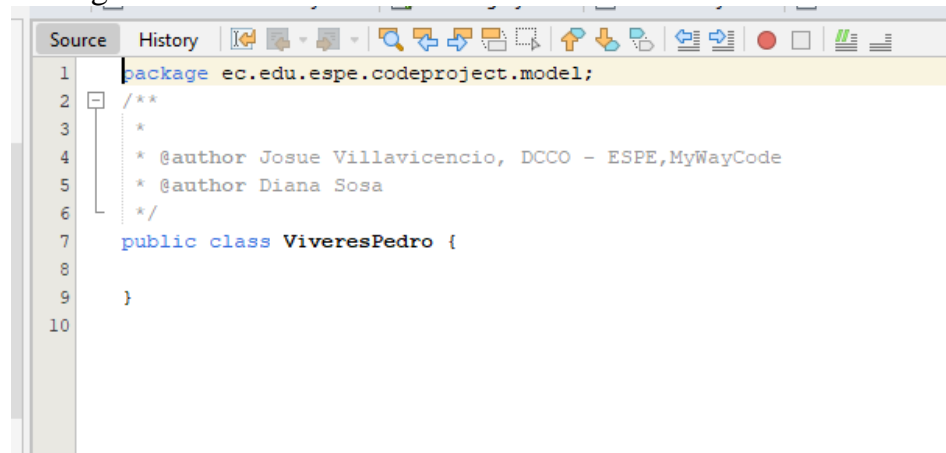 Source History
1 package ec.edu.espe.codeproject.model;
2 /**
3 *
4 * @author Josue Villavicencio, DCCO - ESPE,MyWayCode
5 * @author Diana Sosa
6 */
7 public class ViveresPedro {
8
9 }
10